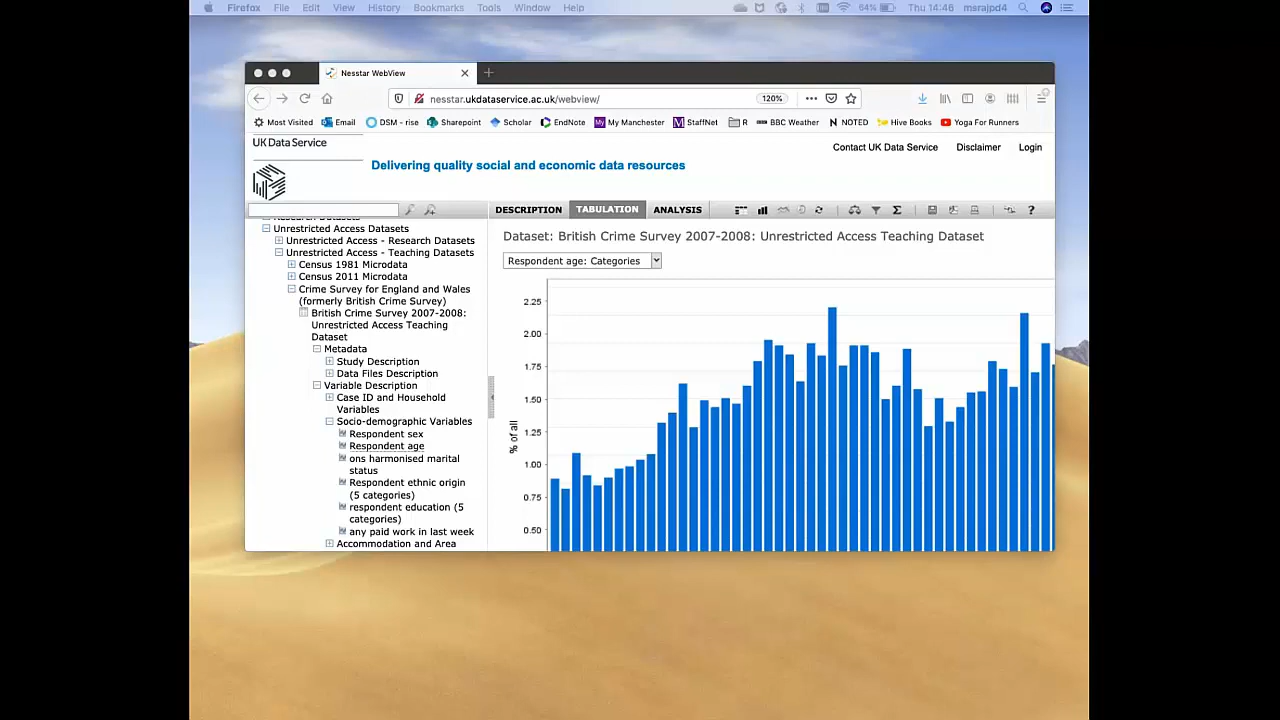 Firefox File Edit View History Bookmarks Tools Window Help 64% Thu 14:46 msrajpd4
Nesstar WebView
nesstar.ukdataservice.ac.uk/webview/ 120%
Most Visited Email DSM - rise Sharepoint Scholar EndNote My Manchester StaffNet R BBC Weather NOTED Hive Books Yoga For Runners
UK Data Service
Contact UK Data Service Disclaimer Login
Delivering quality social and economic data resources
DESCRIPTION TABULATION ANALYSIS
Research Datasets
Unrestricted Access Datasets
Unrestricted Access - Research Datasets
Unrestricted Access - Teaching Datasets
Census 1981 Microdata
Census 2011 Microdata
Crime Survey for England and Wales
(formerly British Crime Survey)
British Crime Survey 2007-2008:
Unrestricted Access Teaching
Dataset
Metadata
Study Description
Data Files Description
Variable Description
Case ID and Household
Variables
Socio-demographic Variables
Respondent sex
Respondent age
ons harmonised marital
status
Respondent ethnic origin
(5 categories)
respondent education (5
categories)
any paid work in last week
Accommodation and Area
Dataset: British Crime Survey 2007-2008: Unrestricted Access Teaching Dataset
Respondent age: Categories
% of all
2.25
2.00
1.75
1.50
1.25
1.00
0.75
0.50